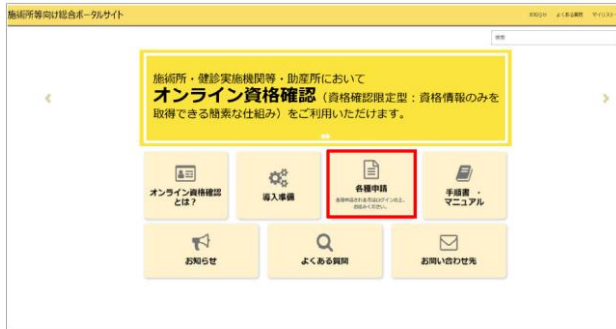 施術所等向け総合ポータルサイト
お知らせ よくある質問 マイリスト
検索
施術所・健診実施機関等・助産所において
オンライン資格確認（資格確認限定型：資格情報のみを
取得できる簡素な仕組み）をご利用いただけます。
オンライン資格確認
とは？
導入準備
各種申請
手順書 ・
マニュアル
お知らせ
よくある質問
お問い合わせ先